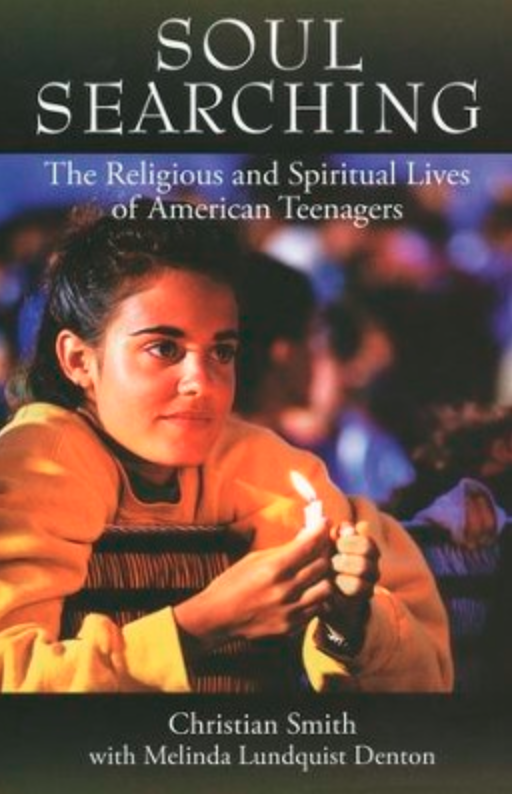 SOUL
SEARCHING
The Religious and Spiritual Lives
of American Teenagers
Christian Smith
with Melinda Lundquist Denton